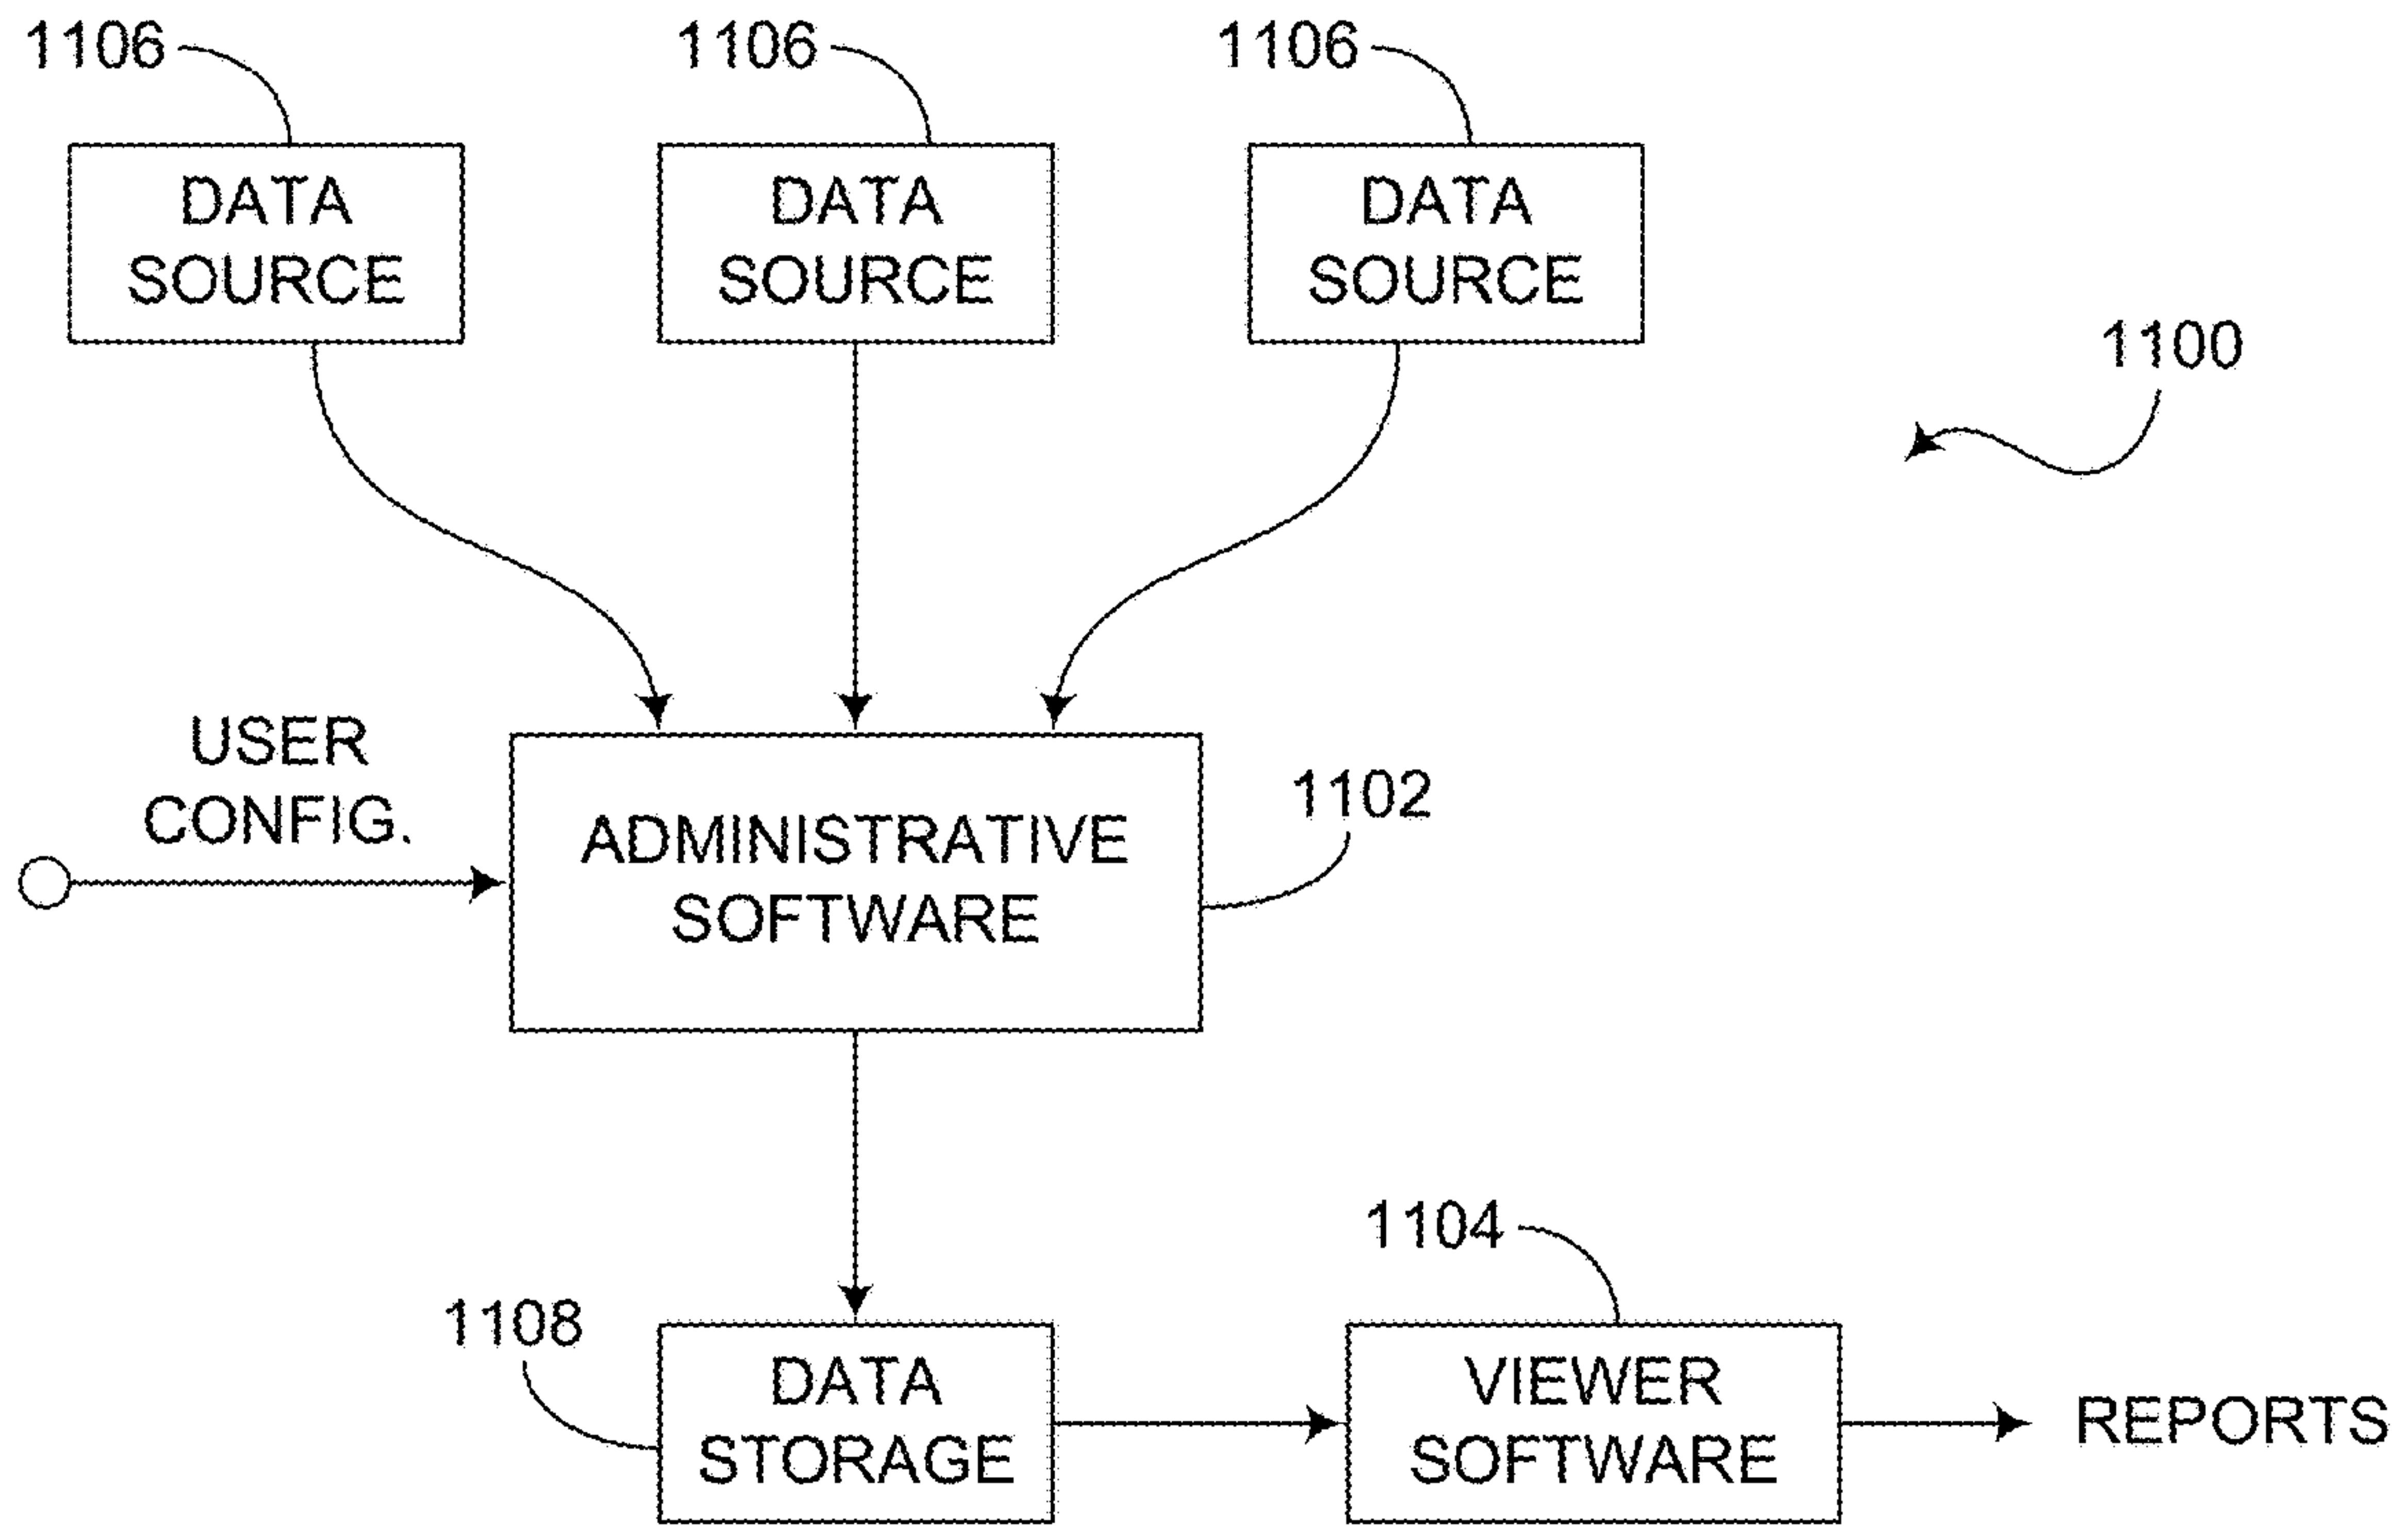 1106
1106
1106
DATA
SOURCE
DATA
SOURCE
DATA
SOURCE
1100
USER
CONFIG.
ADMINISTRATIVE
SOFTWARE
1102
1104
1108
DATA
STORAGE
VIEWER
SOFTWARE
REPORTS